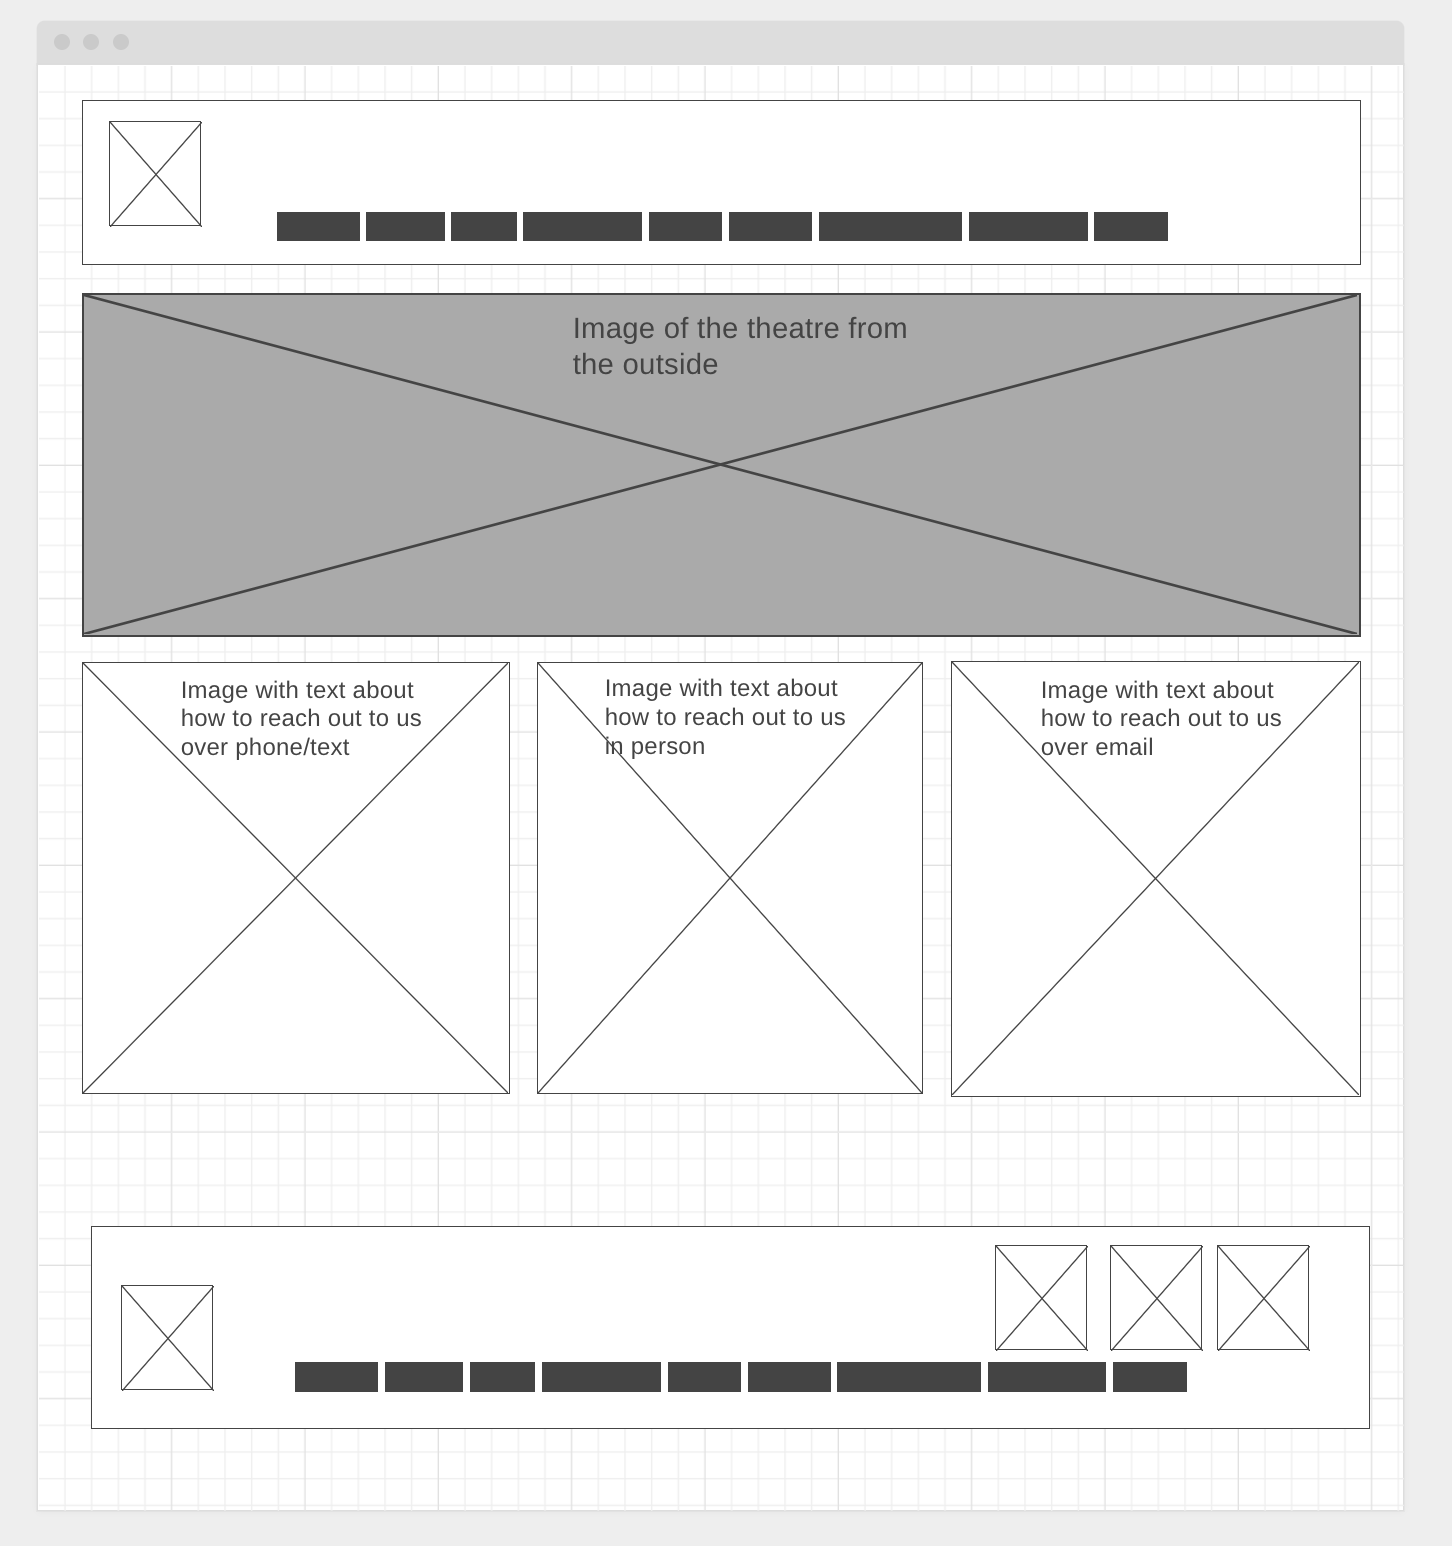 Image of the theatre from
the outside
Image with text about
how to reach out to us
over phone/text
Image with text about
how to reach out to us
in person
Image with text about
how to reach out to us
over email